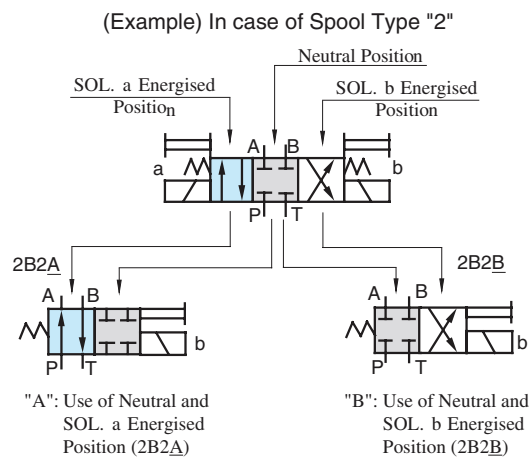 (Example) In case of Spool Type "2"
Neutral Position
SOL. a Energised
Position
SOL. b Energised
Position
A B
a
b
P T
2B2A
2B2B
A B
P T
b
A B
P T
b
"A": Use of Neutral and
SOL. a Energised
Position (2B2A)
"B": Use of Neutral and
SOL. b Energised
Position (2B2B)